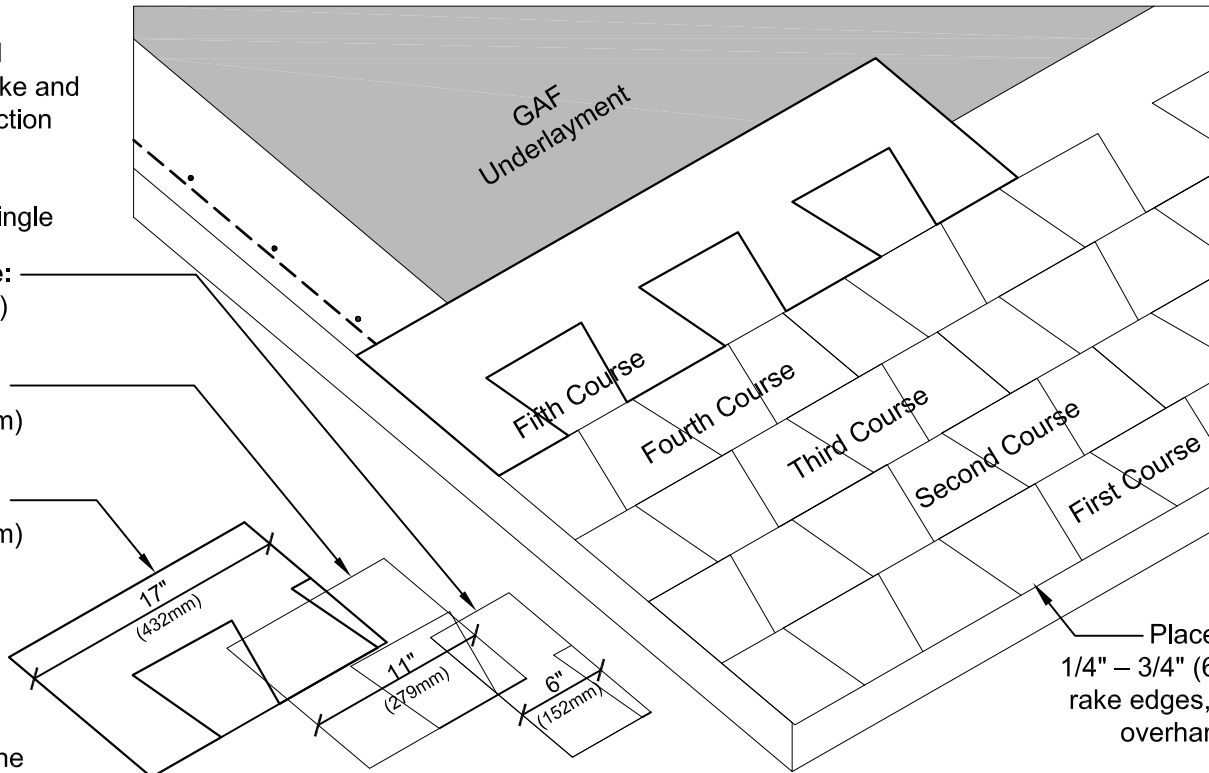 ke and
ction
ingle
e:
)
m)
m)
ne
GAF
Underlayment
Fifth Course
Fourth Course
Third Course
Second Course
First Course
17"
(432mm)
11"
(279mm)
6"
(152mm)
Place
1/4" – 3/4" (6
rake edges,
overhar